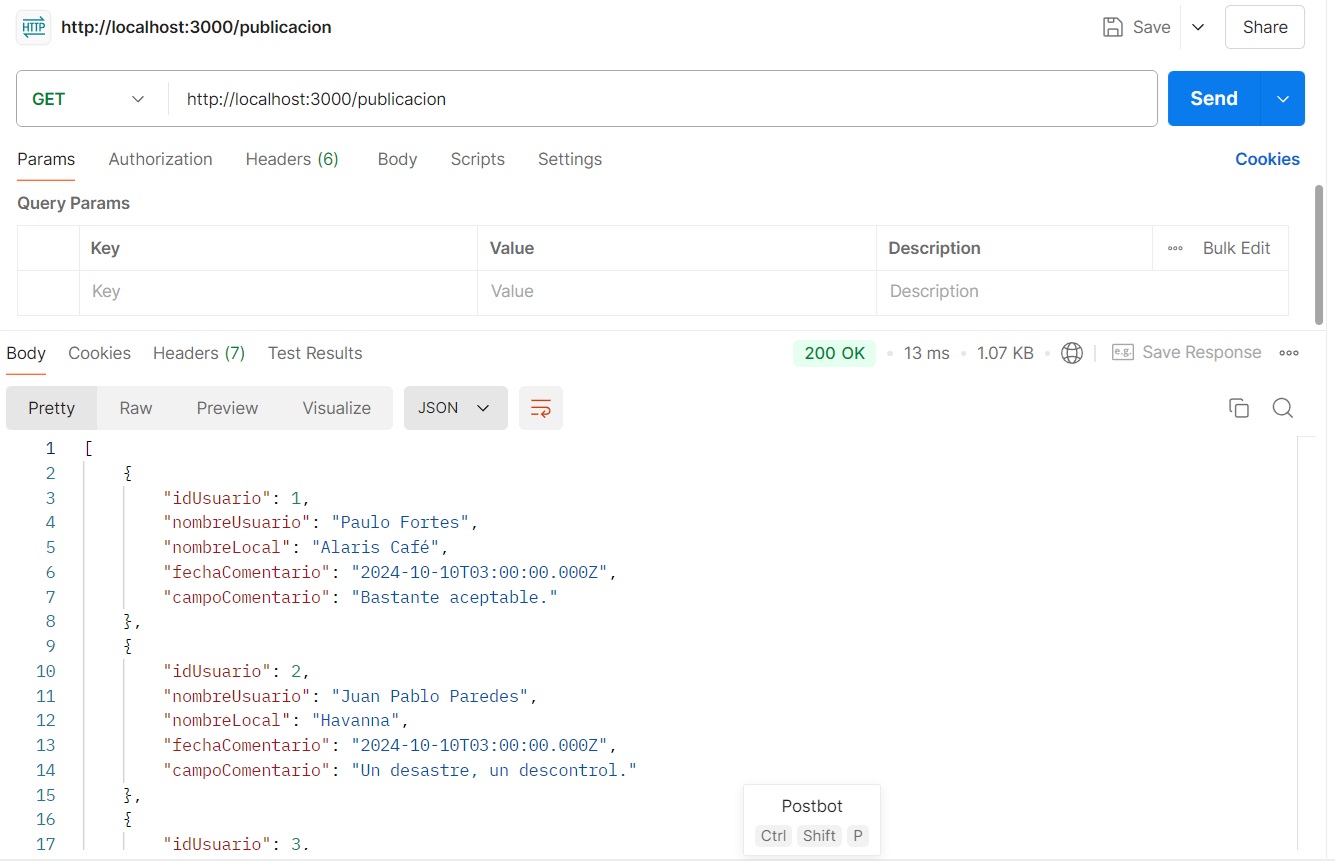 HTTP http://localhost:3000/publicacion Save Share
GET http://localhost:3000/publicacion Send
Params Authorization Headers (6) Body Scripts Settings Cookies
Query Params
Key Value Description Bulk Edit
Key Value Description
Body Cookies Headers (7) Test Results 200 OK 13 ms 1.07 KB e.g. Save Response
Pretty Raw Preview Visualize JSON
1 [
2 {
3 "idUsuario": 1,
4 "nombreUsuario": "Paulo Fortes",
5 "nombreLocal": "Alaris Café",
6 "fechaComentario": "2024-10-10T03:00:00.000Z",
7 "campoComentario": "Bastante aceptable."
8 },
9 {
10 "idUsuario": 2,
11 "nombreUsuario": "Juan Pablo Paredes",
12 "nombreLocal": "Havanna",
13 "fechaComentario": "2024-10-10T03:00:00.000Z",
14 "campoComentario": "Un desastre, un descontrol."
15 },
16 {
17 "idUsuario": 3,
Postbot
Ctrl Shift P